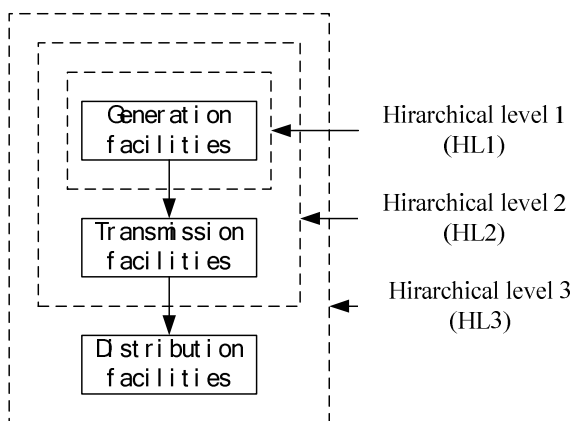 Generation
facilities
Hirarchical level 1
(HL1)
Transmission
facilities
Hirarchical level 2
(HL2)
Hirarchical level 3
(HL3)
Distribution
facilities